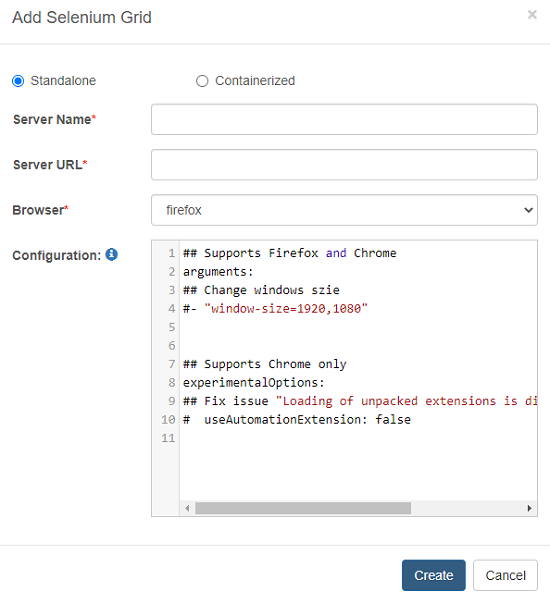 Add Selenium Grid ×
Standalone Containerized
Server Name*
Server URL*
Browser* firefox
Configuration:
1 ## Supports Firefox and Chrome
2 arguments:
3 ## Change windows szie
4 #- "window-size=1920,1080"
5
6
7 ## Supports Chrome only
8 experimentalOptions:
9 ## Fix issue "Loading of unpacked extensions is di
10 #  useAutomationExtension: false
11
Create Cancel